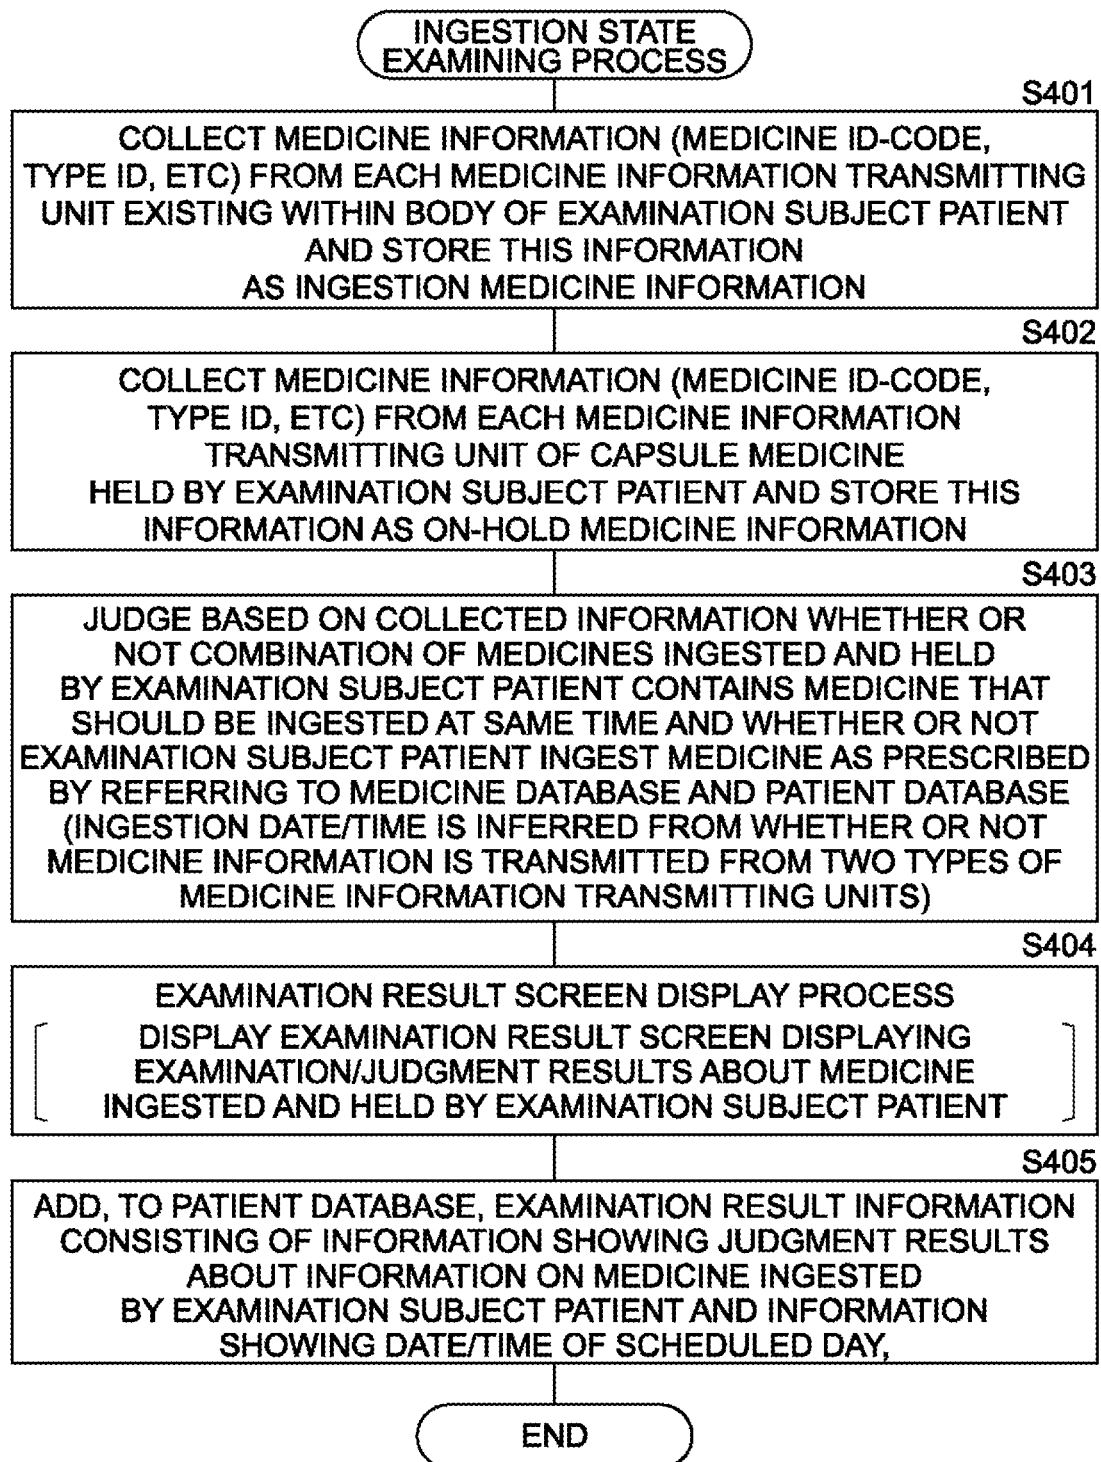 INGESTION STATE
EXAMINING PROCESS
S401
COLLECT MEDICINE INFORMATION (MEDICINE ID-CODE,
TYPE ID, ETC) FROM EACH MEDICINE INFORMATION TRANSMITTING
UNIT EXISTING WITHIN BODY OF EXAMINATION SUBJECT PATIENT
AND STORE THIS INFORMATION
AS INGESTION MEDICINE INFORMATION
S402
COLLECT MEDICINE INFORMATION (MEDICINE ID-CODE,
TYPE ID, ETC) FROM EACH MEDICINE INFORMATION
TRANSMITTING UNIT OF CAPSULE MEDICINE
HELD BY EXAMINATION SUBJECT PATIENT AND STORE THIS
INFORMATION AS ON-HOLD MEDICINE INFORMATION
S403
JUDGE BASED ON COLLECTED INFORMATION WHETHER OR
NOT COMBINATION OF MEDICINES INGESTED AND HELD
BY EXAMINATION SUBJECT PATIENT CONTAINS MEDICINE THAT
SHOULD BE INGESTED AT SAME TIME AND WHETHER OR NOT
EXAMINATION SUBJECT PATIENT INGEST MEDICINE AS PRESCRIBED
BY REFERRING TO MEDICINE DATABASE AND PATIENT DATABASE
(INGESTION DATE/TIME IS INFERRED FROM WHETHER OR NOT
MEDICINE INFORMATION IS TRANSMITTED FROM TWO TYPES OF
MEDICINE INFORMATION TRANSMITTING UNITS)
S404
EXAMINATION RESULT SCREEN DISPLAY PROCESS
DISPLAY EXAMINATION RESULT SCREEN DISPLAYING
EXAMINATION/JUDGMENT RESULTS ABOUT MEDICINE
INGESTED AND HELD BY EXAMINATION SUBJECT PATIENT
S405
ADD, TO PATIENT DATABASE, EXAMINATION RESULT INFORMATION
CONSISTING OF INFORMATION SHOWING JUDGMENT RESULTS
ABOUT INFORMATION ON MEDICINE INGESTED
BY EXAMINATION SUBJECT PATIENT AND INFORMATION
SHOWING DATE/TIME OF SCHEDULED DAY,
END